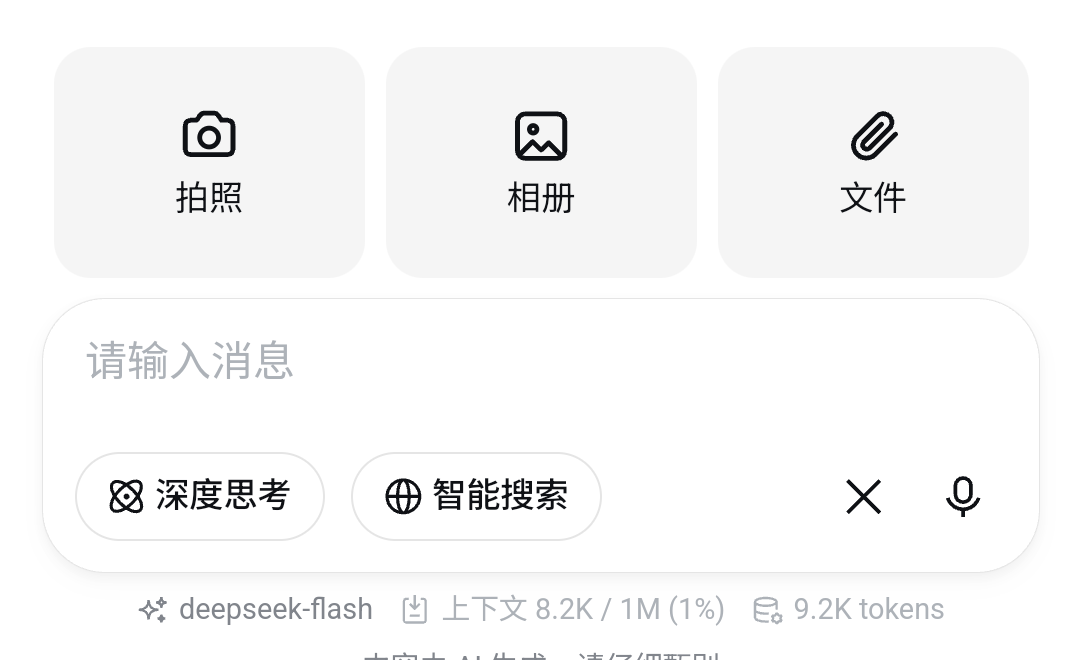 拍照
相册
文件
请输入消息
深度思考
智能搜索
deepseek-flash 上下文 8.2K / 1M (1%) 9.2K tokens